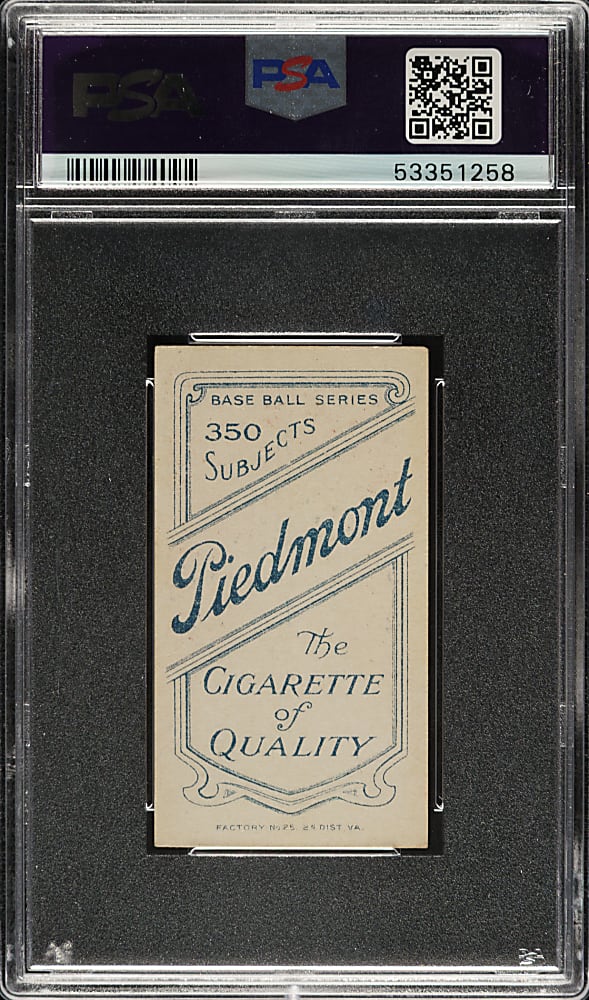 PSA
PSA
53351258
BASE BALL SERIES
350
SUBJECTS
Piedmont
The
CIGARETTE
of
QUALITY
FACTORY No 25. 2nd DIST. VA.